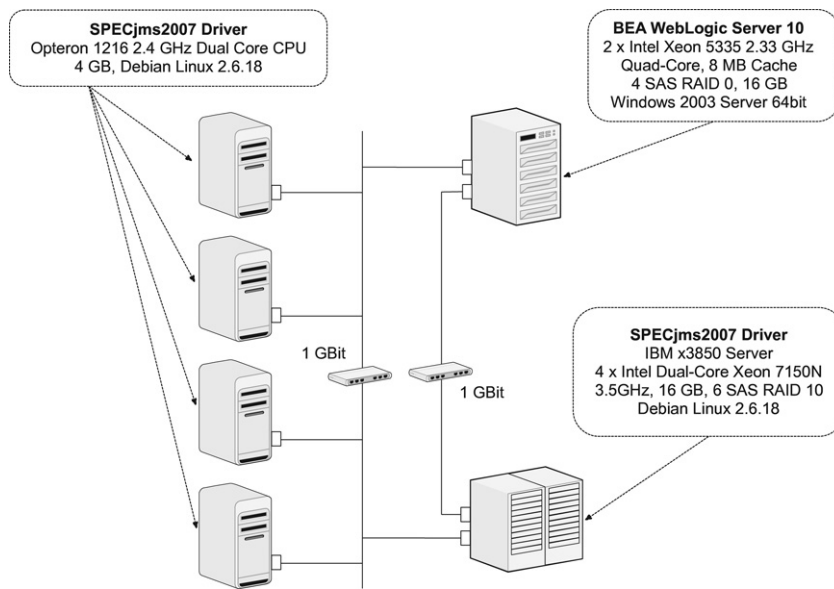 SPECjms2007 Driver
Opteron 1216 2.4 GHz Dual Core CPU
4 GB, Debian Linux 2.6.18
BEA WebLogic Server 10
2 x Intel Xeon 5335 2.33 GHz
Quad-Core, 8 MB Cache
4 SAS RAID 0, 16 GB
Windows 2003 Server 64bit
1 GBit
1 GBit
SPECjms2007 Driver
IBM x3850 Server
4 x Intel Dual-Core Xeon 7150N
3.5GHz, 16 GB, 6 SAS RAID 10
Debian Linux 2.6.18